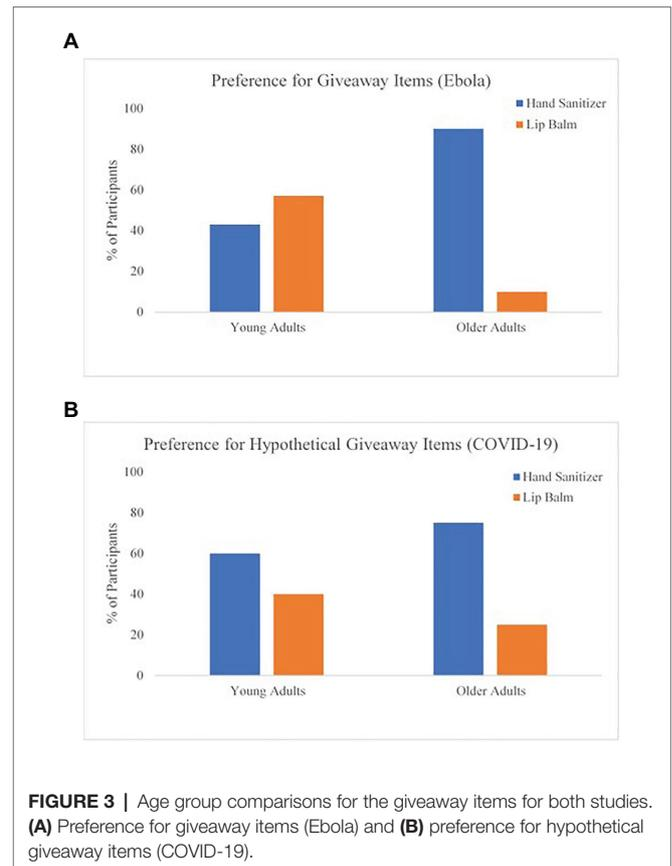 A
Preference for Giveaway Items (Ebola)
Hand Sanitizer
Lip Balm
% of Participants
100
80
60
40
20
0
Young Adults
Older Adults
B
Preference for Hypothetical Giveaway Items (COVID-19)
Hand Sanitizer
Lip Balm
% of Participants
100
80
60
40
20
0
Young Adults
Older Adults
FIGURE 3 | Age group comparisons for the giveaway items for both studies.
(A) Preference for giveaway items (Ebola) and (B) preference for hypothetical
giveaway items (COVID-19).